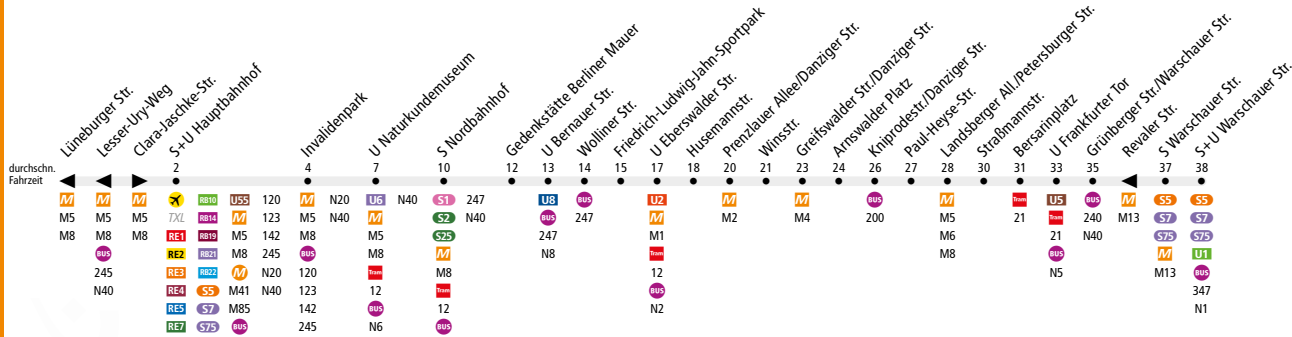 Lüneburger Str.
Lesser-Ury-Weg
Clara-Jaschke-Str.
S+U Hauptbahnhof
Invalidenpark
U Naturkundemuseum
S Nordbahnhof
Gedenkstätte Berliner Mauer
U Bernauer Str.
Wolliner Str.
Friedrich-Ludwig-Jahn-Sportpark
U Eberswalder Str.
Husemannstr.
Prenzlauer Allee/Danziger Str.
Winsstr.
Greifswalder Str./Danziger Str.
Arnswalder Platz
Kniprodestr./Danziger Str.
Paul-Heyse-Str.
Landsberger All./Petersburger Str.
Straßmannstr.
Bersarinplatz
U Frankfurter Tor
Grünberger Str./Warschauer Str.
Revaler Str.
S Warschauer Str.
S+U Warschauer Str.
durchschn. 2 4 7 10 12 13 14 15 17 18 20 21 23 24 26 27 28 30 31 33 35 37 38
Fahrzeit
M M M RB10 U55 120 M N20 U6 N40 S1 247 U8 BUS U2 M M BUS M Tram U5 BUS M S5 S5
M5 M5 M5 TXL RB14 M 123 M5 N40 M S2 N40 BUS 247 M M2 M4 200 M5 21 Tram 240 M13 S7 S7
M8 M8 M8 RE1 RB19 M5 142 M8 M5 S25 247 M1 M6 21 N40 S75 S75
BUS RE2 RB21 M8 245 BUS M8 M N8 Tram M8 BUS M U1
245 RE3 RB22 M N20 120 Tram M8 12 N5 M13 BUS
N40 RE4 S5 M41 N40 123 12 Tram BUS 347
RE5 S7 M85 142 BUS 12 N2 N1
RE7 S75 BUS 245 N6 BUS